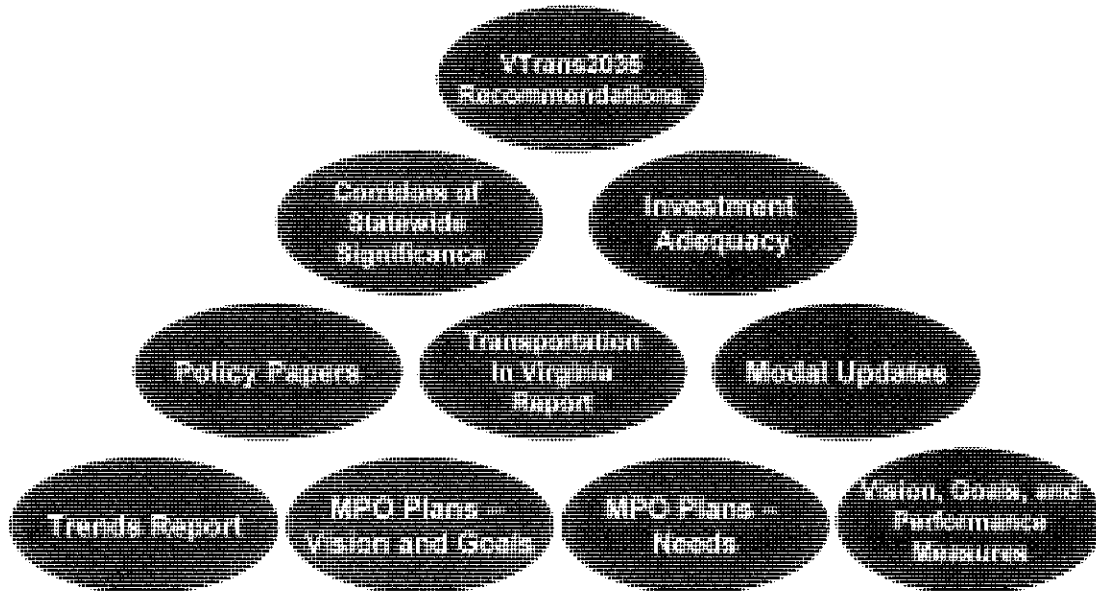 VTrans2035
Recommendations
Corridors of
Statewide
Significance
Investment
Adequacy
Policy Papers
Transportation
In Virginia
Report
Modal Updates
Trends Report
MPO Plans –
Vision and Goals
MPO Plans –
Needs
Vision, Goals, and
Performance
Measures